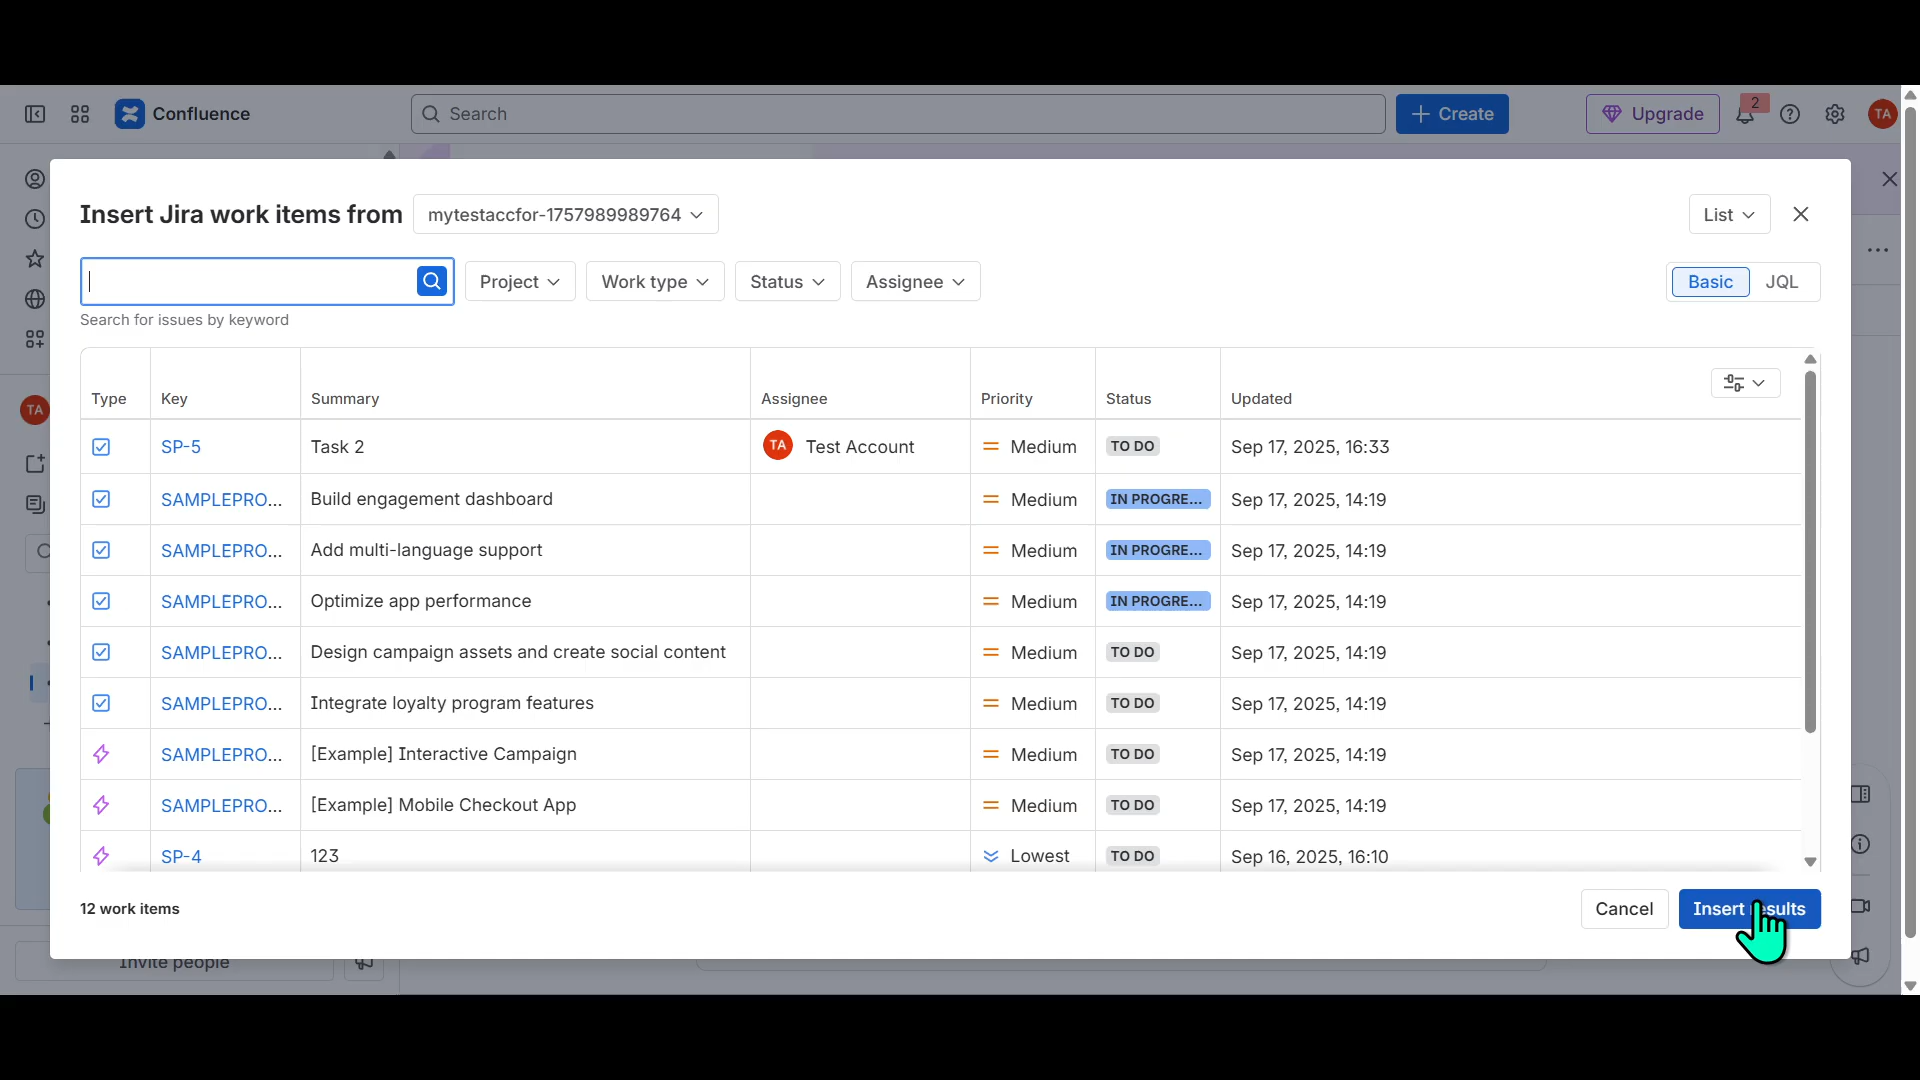 Confluence
Search
Create
Upgrade
2
TA
Insert Jira work items from
mytestaccfor-1757989989764
List
Project
Work type
Status
Assignee
Basic
JQL
Search for issues by keyword
Type Key Summary Assignee Priority Status Updated
SP-5 Task 2 TA Test Account Medium TO DO Sep 17, 2025, 16:33
SAMPLEPRO... Build engagement dashboard Medium IN PROGRE... Sep 17, 2025, 14:19
SAMPLEPRO... Add multi-language support Medium IN PROGRE... Sep 17, 2025, 14:19
SAMPLEPRO... Optimize app performance Medium IN PROGRE... Sep 17, 2025, 14:19
SAMPLEPRO... Design campaign assets and create social content Medium TO DO Sep 17, 2025, 14:19
SAMPLEPRO... Integrate loyalty program features Medium TO DO Sep 17, 2025, 14:19
SAMPLEPRO... [Example] Interactive Campaign Medium TO DO Sep 17, 2025, 14:19
SAMPLEPRO... [Example] Mobile Checkout App Medium TO DO Sep 17, 2025, 14:19
SP-4 123 Lowest TO DO Sep 16, 2025, 16:10
TA
12 work items
Cancel
Insert results
Invite people